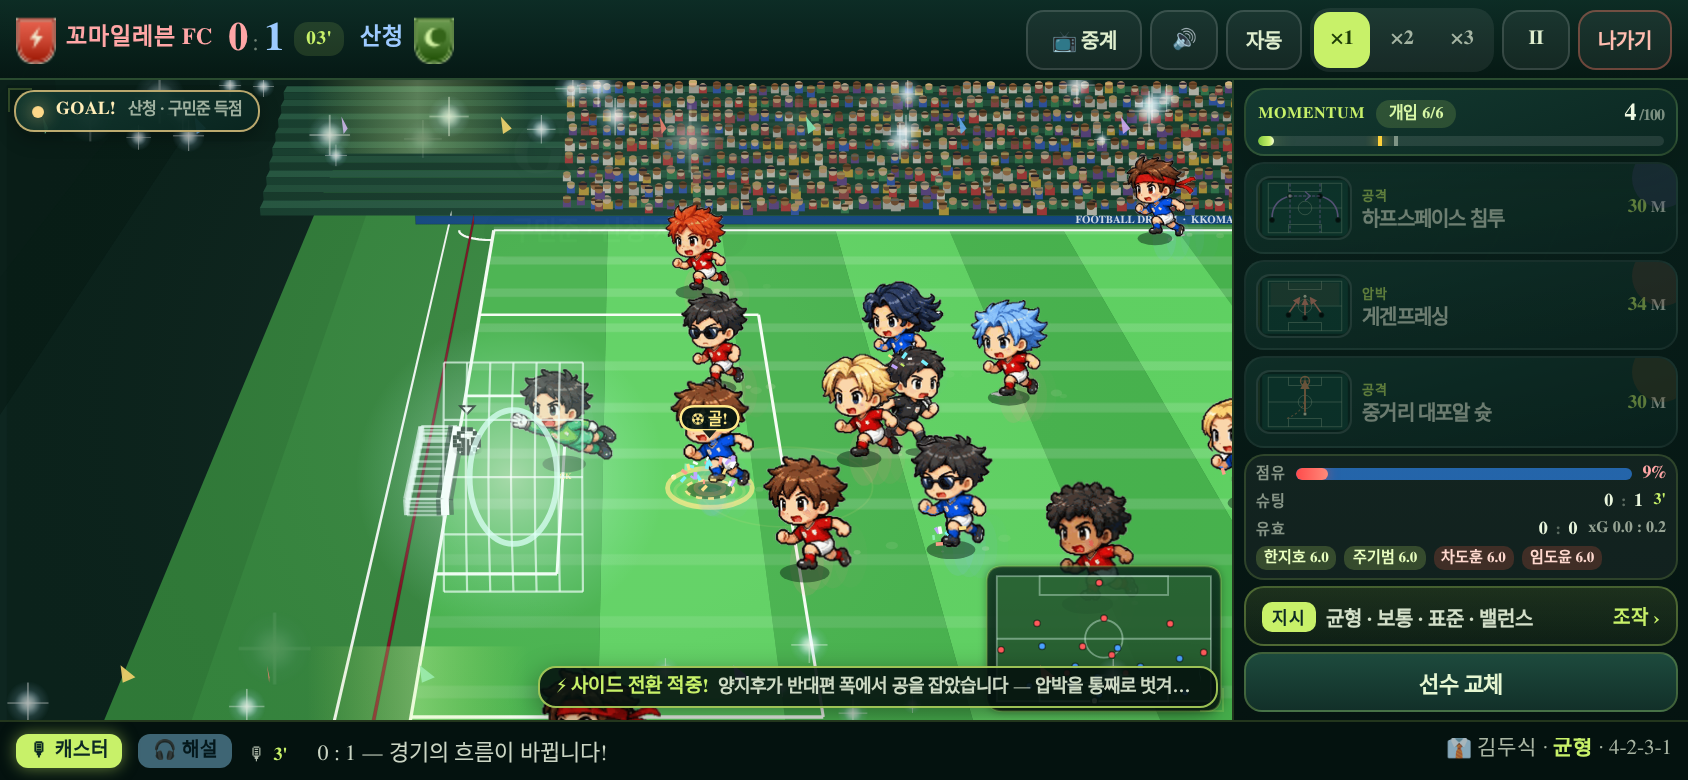 꼬마일레븐 FC 0 : 1 03' 산청
📺 중계 🔊 자동 ×1 ×2 ×3 II 나가기
GOAL! 산청 · 구민준 득점
FOOTBALL DR · KKOMA
골!
MOMENTUM 개입 6/6 4 /100
공격
하프스페이스 침투 30 M
압박
게겐프레싱 34 M
공격
중거리 대포알 슛 30 M
점유 9%
슈팅 0 : 1 3'
유효 0 : 0 xG 0.0 : 0.2
한지호 6.0 주기범 6.0 차도훈 6.0 임도윤 6.0
지시 균형 · 보통 · 표준 · 밸런스 조작 ›
선수 교체
⚡ 사이드 전환 적중! 양지후가 반대편 폭에서 공을 잡았습니다 — 압박을 통째로 벗겨…
🎙 캐스터 🎧 해설 🎙 3' 0 : 1 — 경기의 흐름이 바뀝니다!
👔 김두식 · 균형 · 4-2-3-1